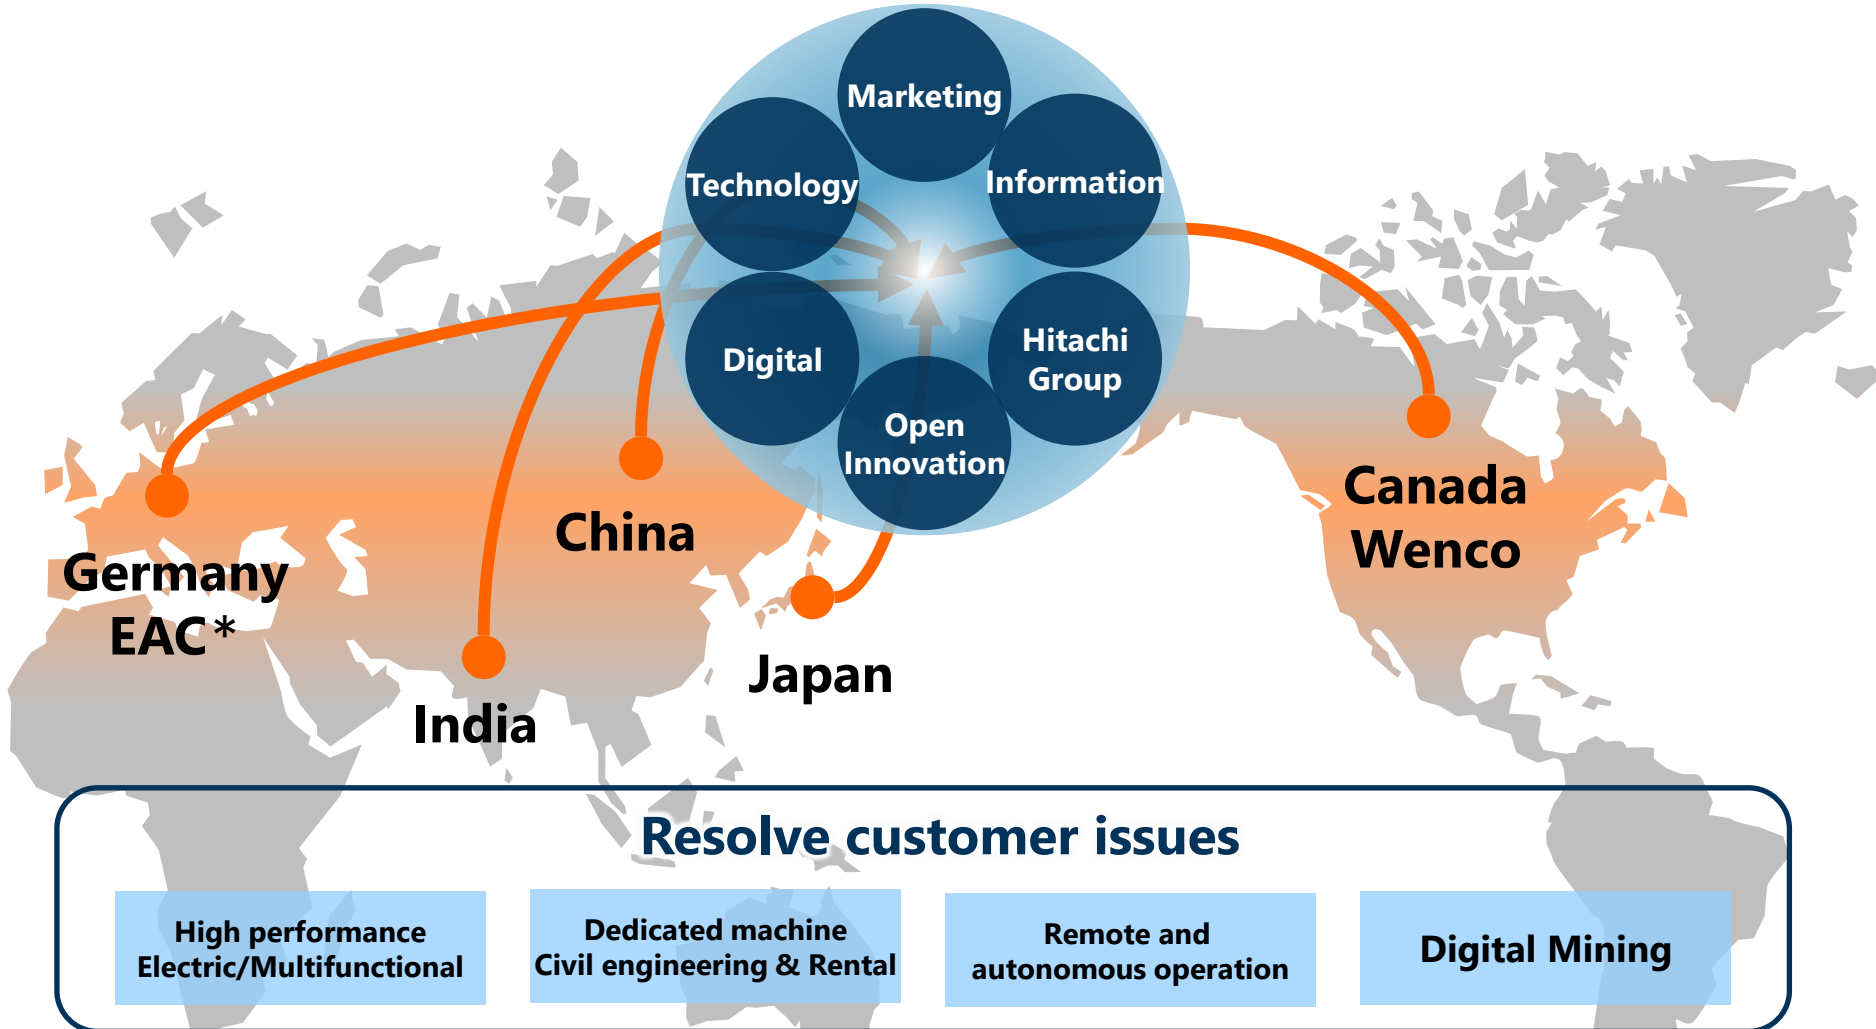 Marketing
Technology
Information
Digital
Hitachi
Group
Open
Innovation
Canada
Wenco
China
Germany
EAC*
Japan
India
Resolve customer issues
High performance
Electric/Multifunctional
Dedicated machine
Civil engineering & Rental
Remote and
autonomous operation
Digital Mining